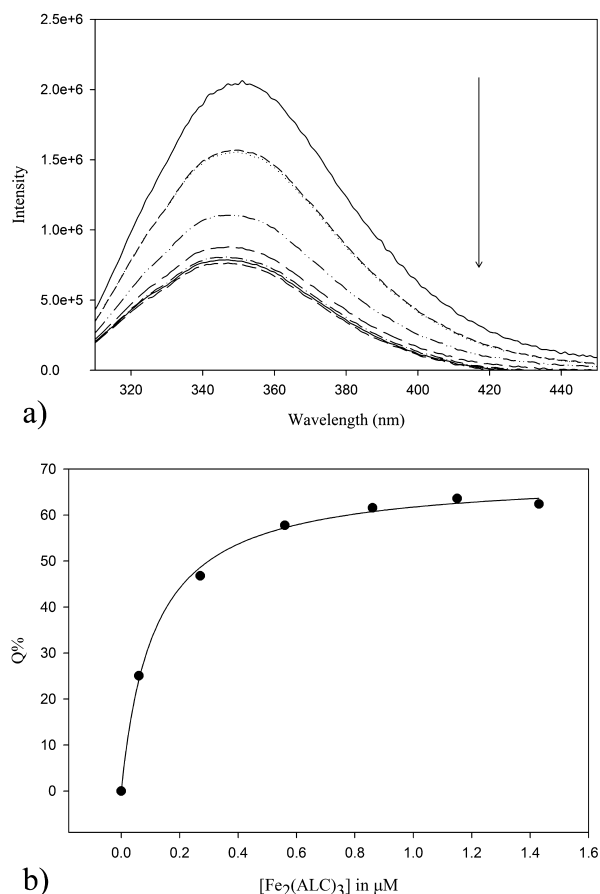 2.5e+6
2.0e+6
1.5e+6
1.0e+6
5.0e+5
0.0
Intensity
320 340 360 380 400 420 440
Wavelength (nm)
a)
70
60
50
40
30
20
10
0
Q%
0.0 0.2 0.4 0.6 0.8 1.0 1.2 1.4 1.6
[Fe₂(ALC)₃] in μM
b)